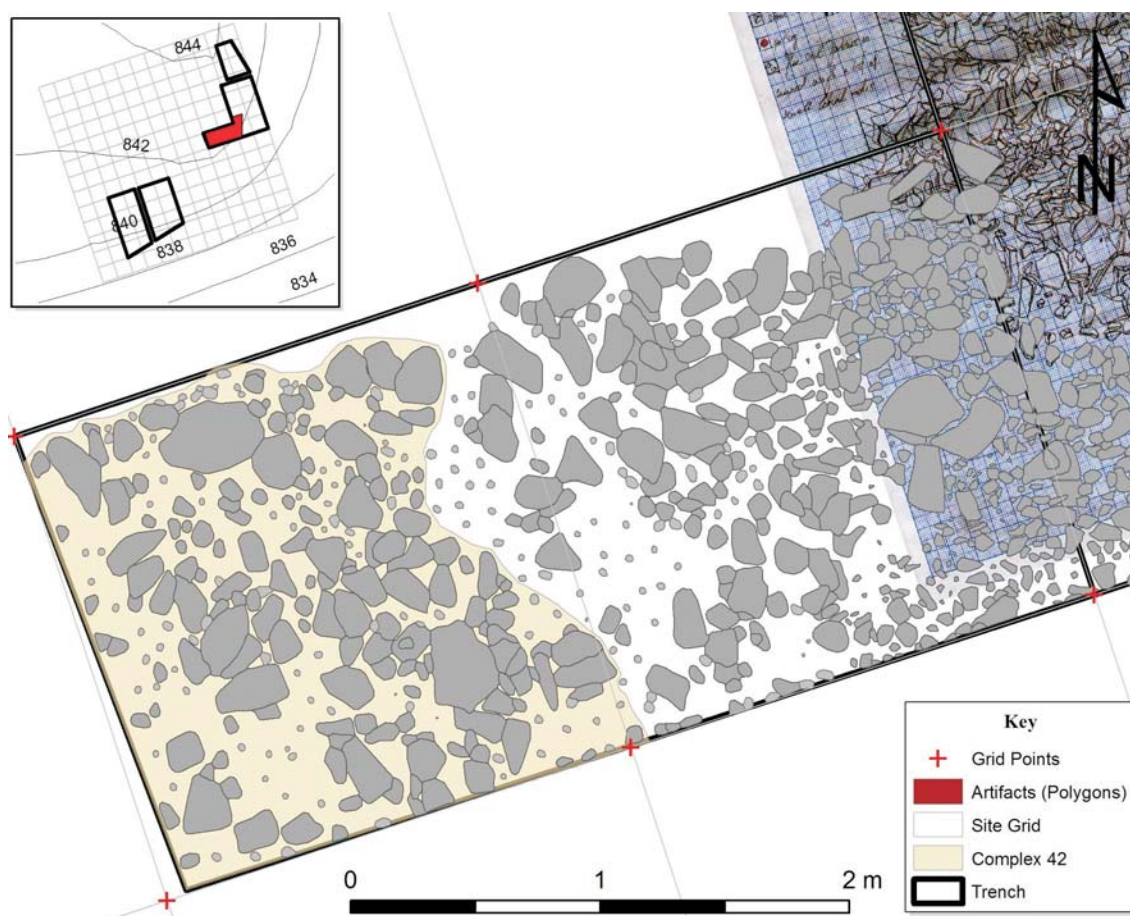 844
842
840
838
836
834
N
Key
Grid Points
Artifacts (Polygons)
Site Grid
Complex 42
Trench
0 1 2 m